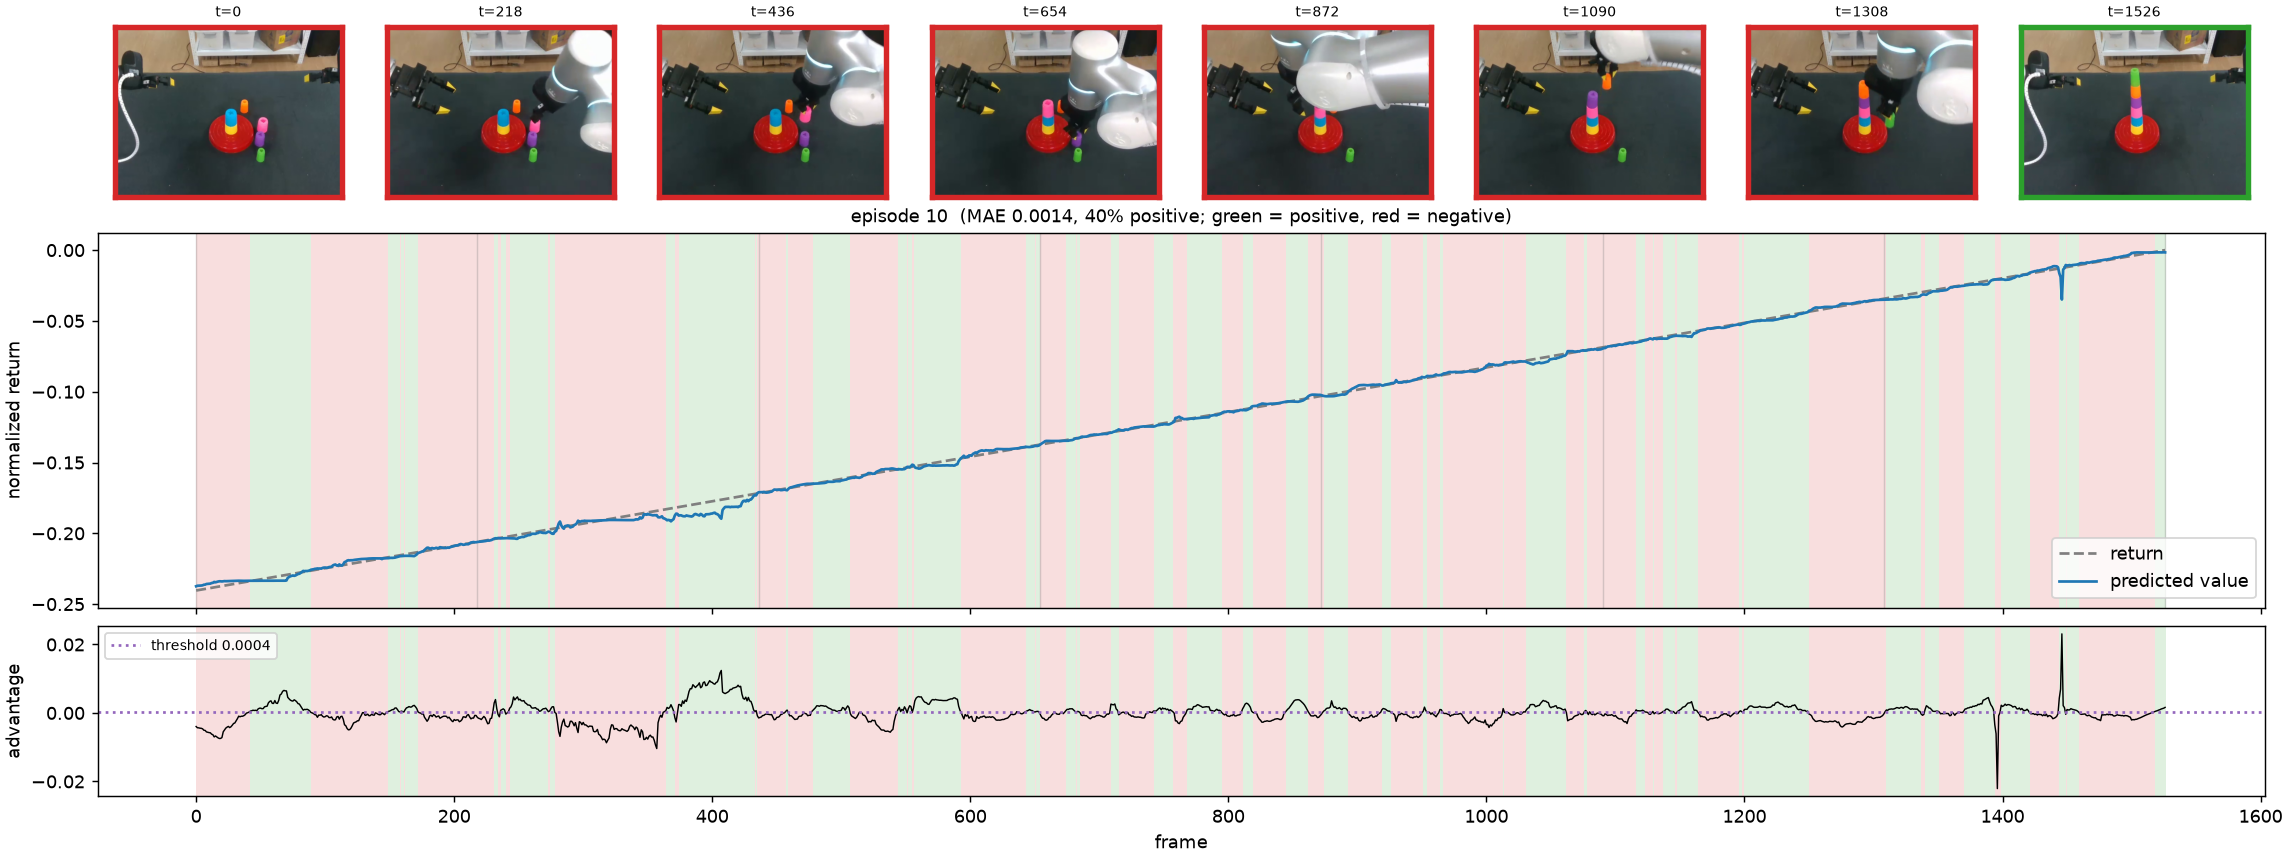 t=0 t=218 t=436 t=654 t=872 t=1090 t=1308 t=1526
episode 10 (MAE 0.0014, 40% positive; green = positive, red = negative)
normalized return
0.00
−0.05
−0.10
−0.15
−0.20
−0.25
return
predicted value
advantage
0.02
0.00
−0.02
threshold 0.0004
0 200 400 600 800 1000 1200 1400 1600
frame